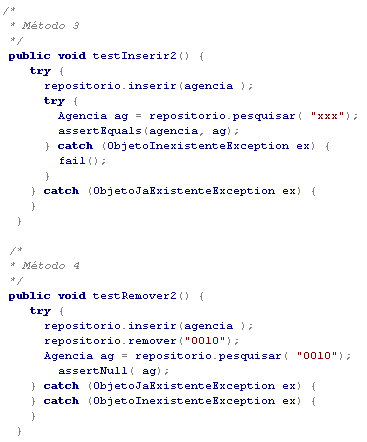 /*
* Método 3
*/
public void testInserir2() {
try {
repositorio.inserir(agencia );
try {
Agencia ag = repositorio.pesquisar( "xxx");
assertEquals(agencia, ag);
} catch (ObjetoInexistenteException ex) {
fail();
}
} catch (ObjetoJaExistenteException ex) {
}
}
/*
* Método 4
*/
public void testRemover2() {
try {
repositorio.inserir(agencia );
repositorio.remover("0010");
Agencia ag = repositorio.pesquisar( "0010");
assertNull( ag);
} catch (ObjetoJaExistenteException ex) {
} catch (ObjetoInexistenteException ex) {
}
}